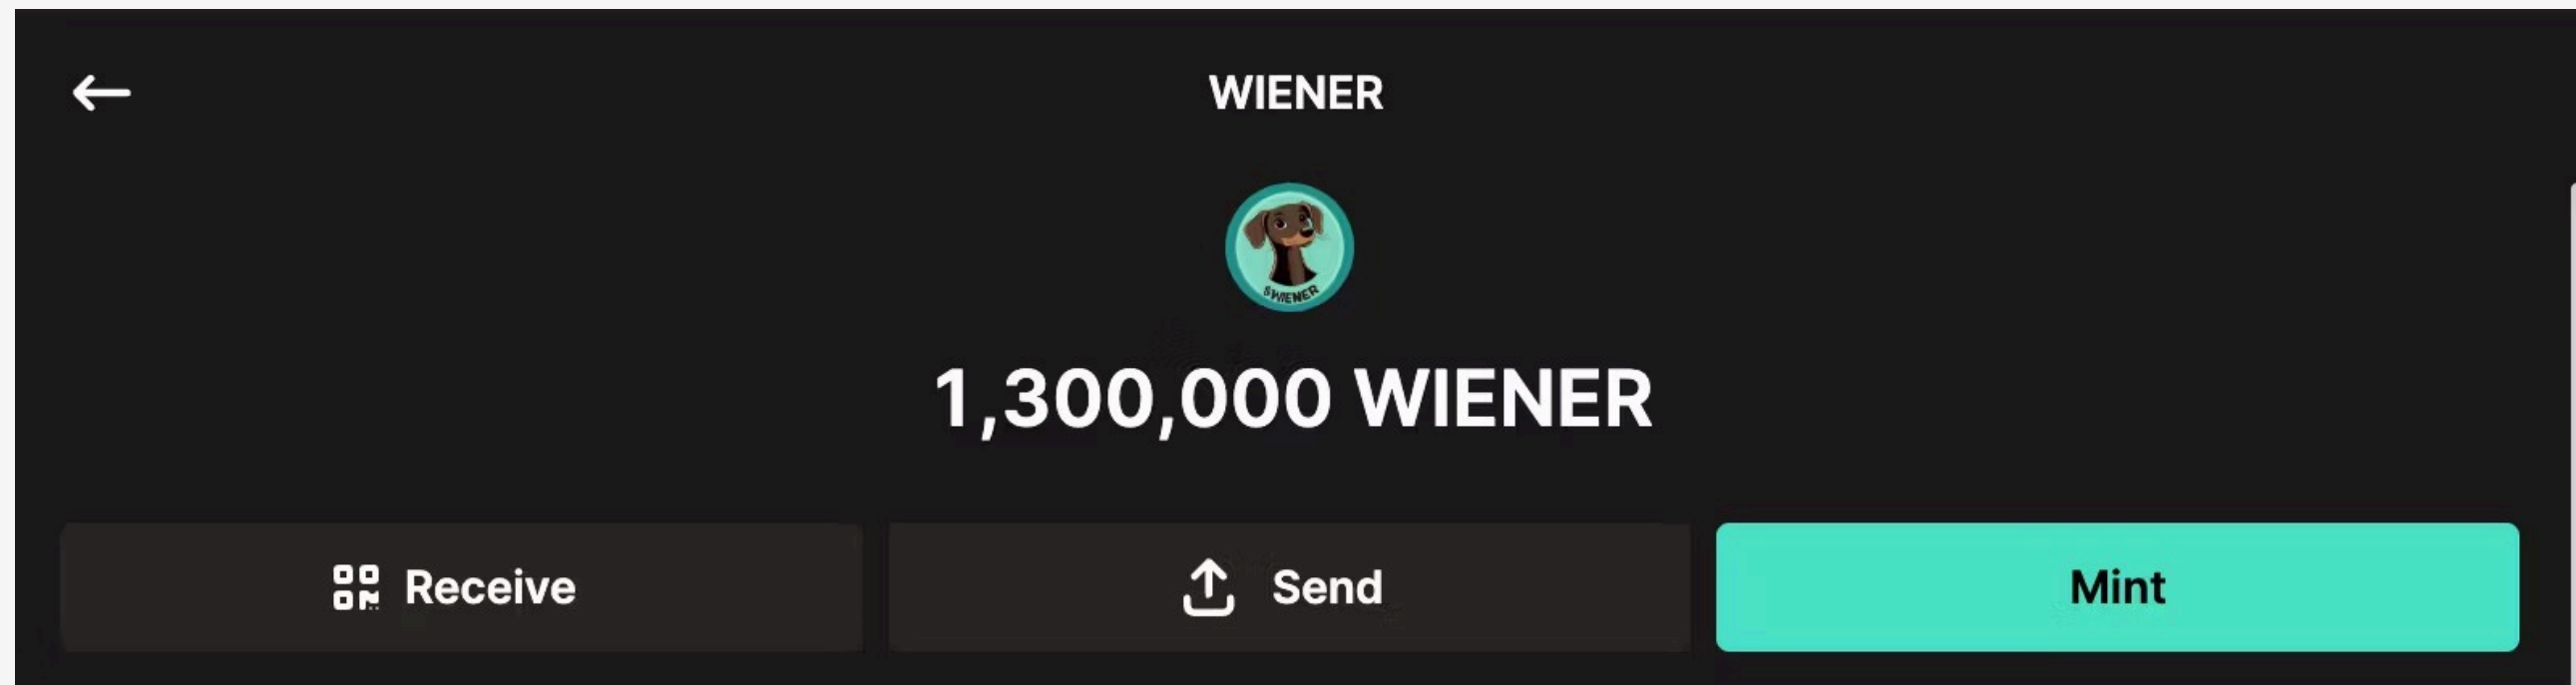 WIENER
$WIENER
1,300,000 WIENER
Receive
Send
Mint